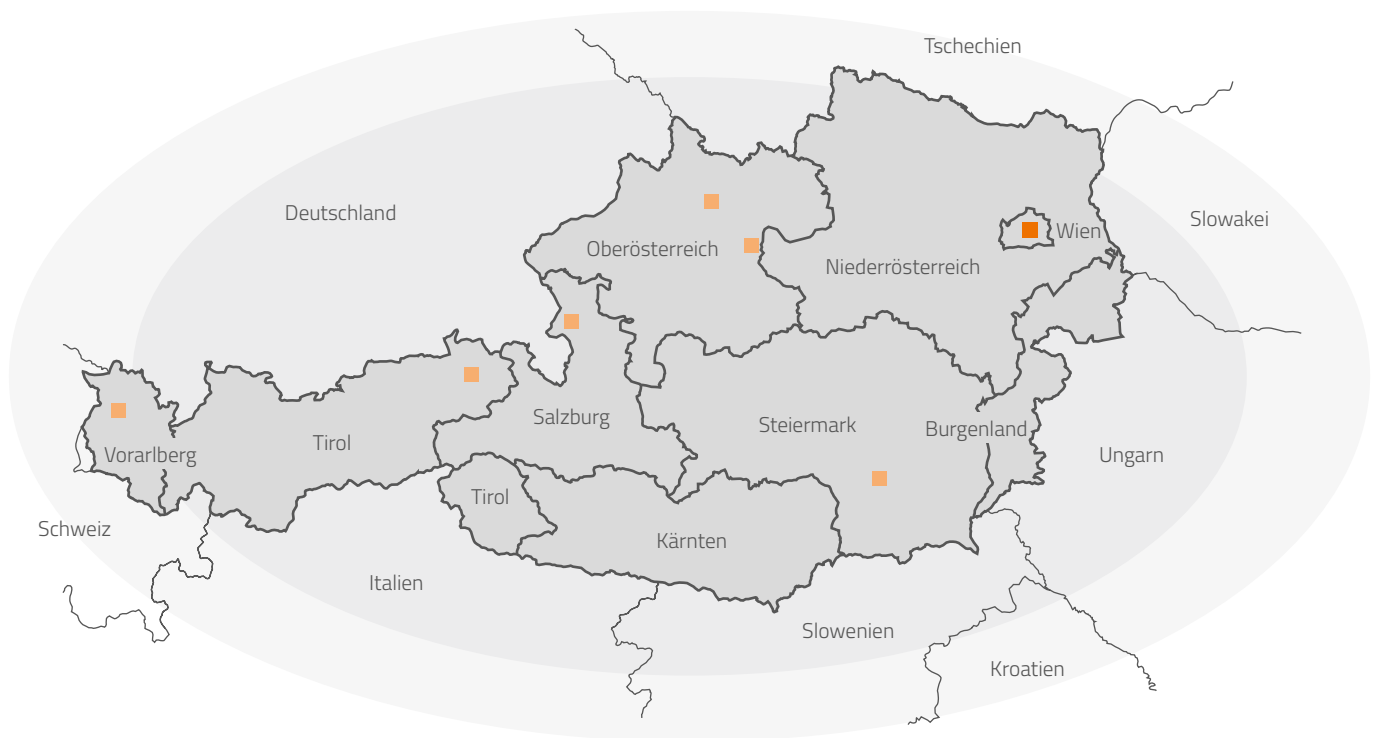 Tschechien
Deutschland
Slowakei
Wien
Oberösterreich
Niederrösterreich
Salzburg
Steiermark
Burgenland
Tirol
Vorarlberg
Ungarn
Tirol
Schweiz
Kärnten
Italien
Slowenien
Kroatien